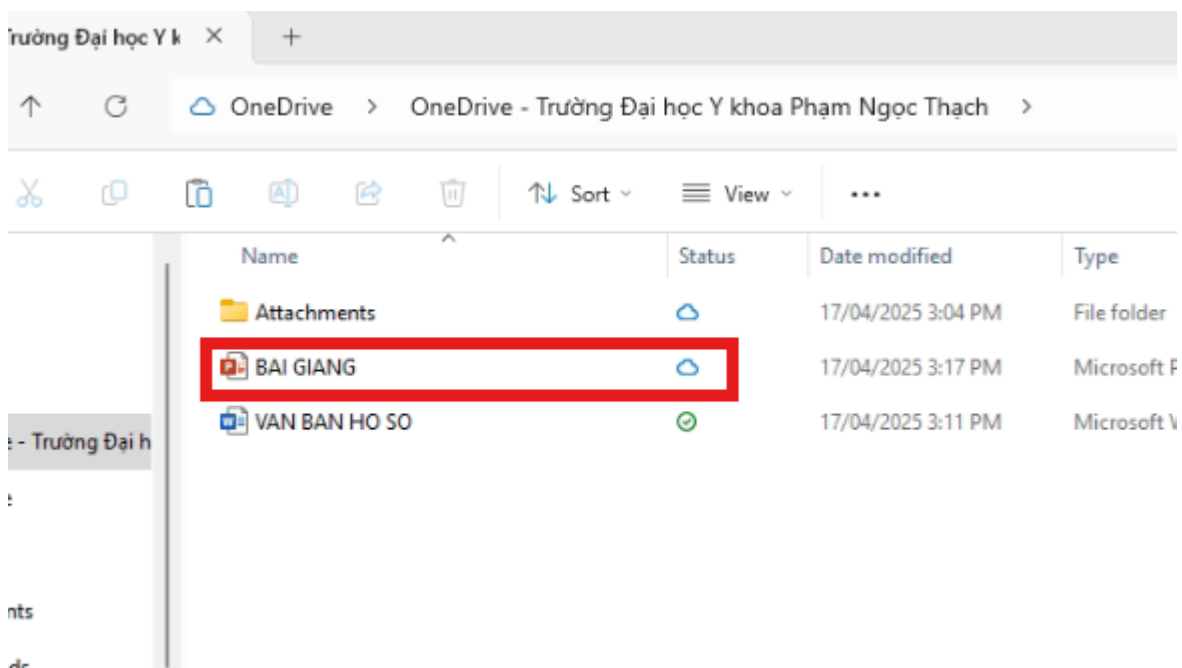 Trường Đại học Y k
OneDrive > OneDrive - Trường Đại học Y khoa Phạm Ngọc Thạch >
Sort View
Name Status Date modified Type
Attachments 17/04/2025 3:04 PM File folder
BAI GIANG 17/04/2025 3:17 PM Microsoft P
VAN BAN HO SO 17/04/2025 3:11 PM Microsoft W
- Trường Đại h
nts